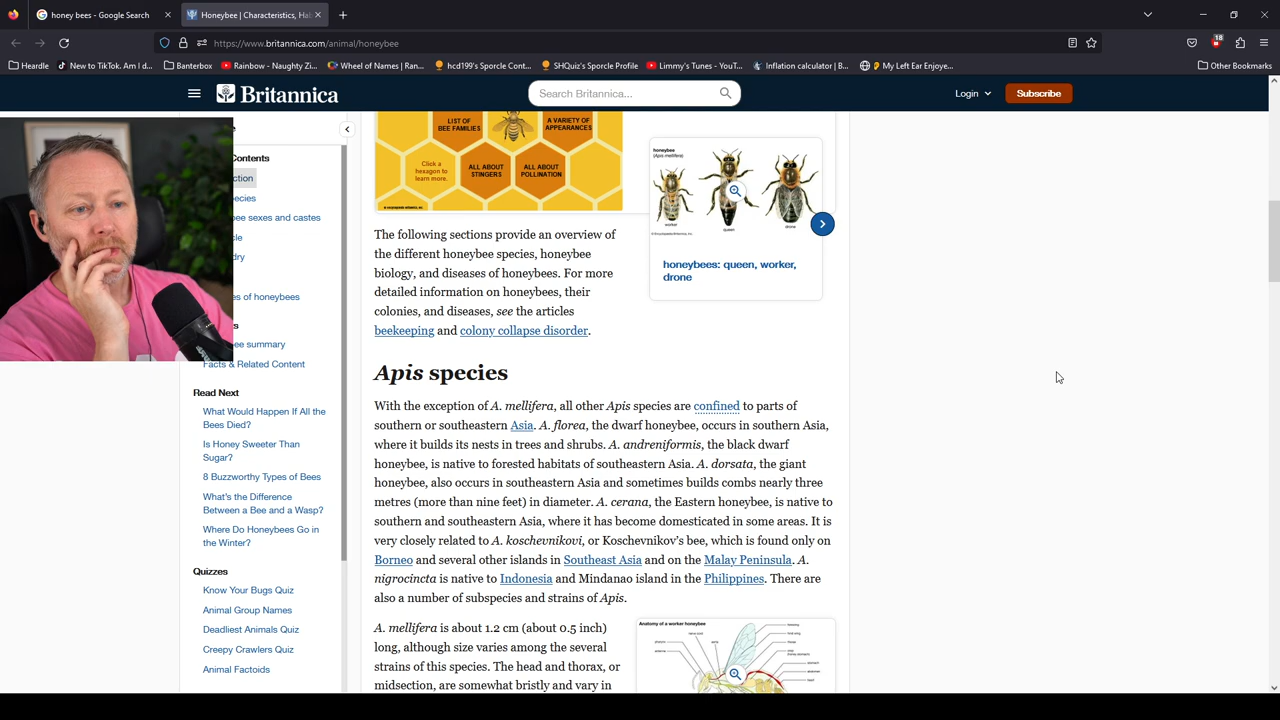 honey bees - Google Search
Honeybee | Characteristics, Ha
https://www.britannica.com/animal/honeybee
18
Heardle
New to TikTok. Am I d...
Banterbox
Rainbow - Naughty Zi...
Wheel of Names | Ran...
hcd199's Sporcle Cont...
SHQuiz's Sporcle Profile
Limmy's Tunes - YouTu...
Inflation calculator | B...
My Left Ear Enjoye...
Other Bookmarks
Britannica
Search Britannica...
Login
Subscribe
Contents
ction
pecies
bee sexes and castes
cle
dry
es of honeybees
s
ee summary
Facts & Related Content
Read Next
What Would Happen If All the
Bees Died?
Is Honey Sweeter Than
Sugar?
8 Buzzworthy Types of Bees
What's the Difference
Between a Bee and a Wasp?
Where Do Honeybees Go in
the Winter?
Quizzes
Know Your Bugs Quiz
Animal Group Names
Deadliest Animals Quiz
Creepy Crawlers Quiz
Animal Factoids
LIST OF
BEE FAMILIES
A VARIETY OF
APPEARANCES
Click a
hexagon to
learn more.
ALL ABOUT
STINGERS
ALL ABOUT
POLLINATION
honeybee
(Apis mellifera)
worker
queen
drone
honeybees: queen, worker,
drone
The following sections provide an overview of
the different honeybee species, honeybee
biology, and diseases of honeybees. For more
detailed information on honeybees, their
colonies, and diseases, see the articles
beekeeping and colony collapse disorder.
Apis species
With the exception of A. mellifera, all other Apis species are confined to parts of
southern or southeastern Asia. A. florea, the dwarf honeybee, occurs in southern Asia,
where it builds its nests in trees and shrubs. A. andreniformis, the black dwarf
honeybee, is native to forested habitats of southeastern Asia. A. dorsata, the giant
honeybee, also occurs in southeastern Asia and sometimes builds combs nearly three
metres (more than nine feet) in diameter. A. cerana, the Eastern honeybee, is native to
southern and southeastern Asia, where it has become domesticated in some areas. It is
very closely related to A. koschevnikovi, or Koschevnikov's bee, which is found only on
Borneo and several other islands in Southeast Asia and on the Malay Peninsula. A.
nigrocincta is native to Indonesia and Mindanao island in the Philippines. There are
also a number of subspecies and strains of Apis.
A. mellifera is about 1.2 cm (about 0.5 inch)
long, although size varies among the several
strains of this species. The head and thorax, or
midsection, are somewhat bristly and vary in
Anatomy of a worker honeybee